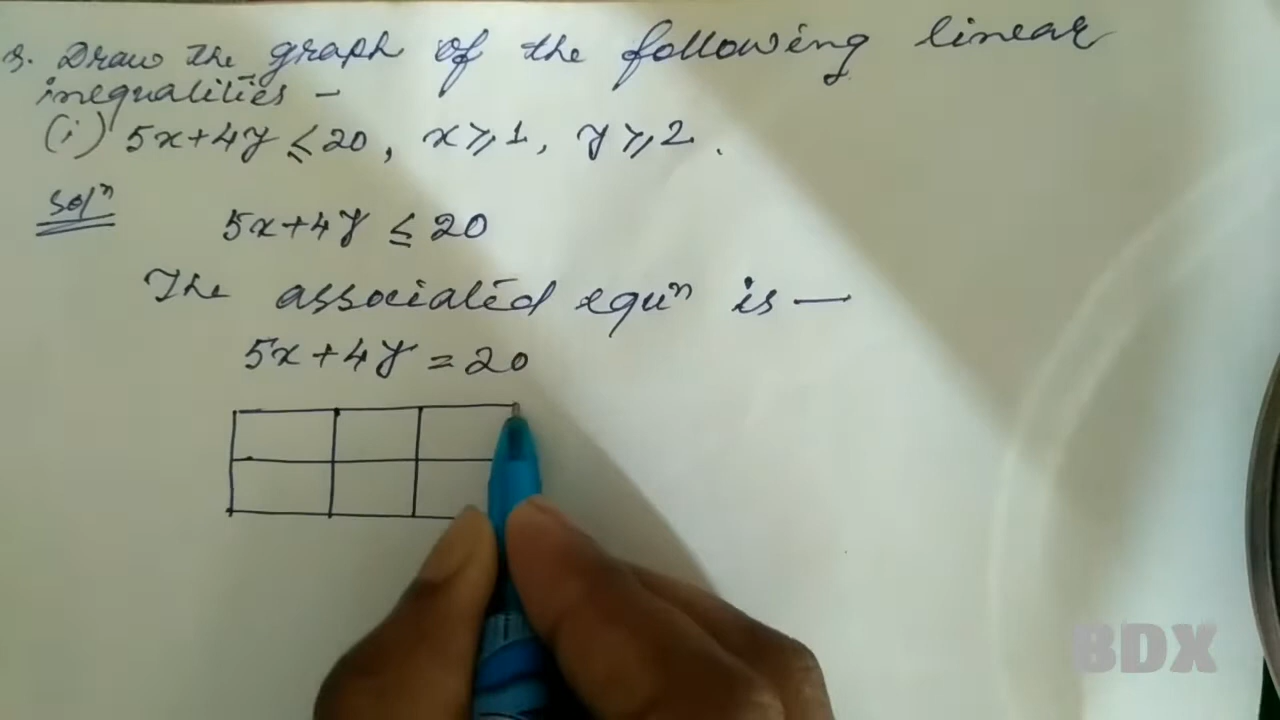 3. Draw the graph of the following linear
inequalities -
(i) 5x+4y ≤ 20, x ≥ 1, y ≥ 2.
Solⁿ
5x+4y ≤ 20
The associated equⁿ is —
5x+4y = 20
BDX